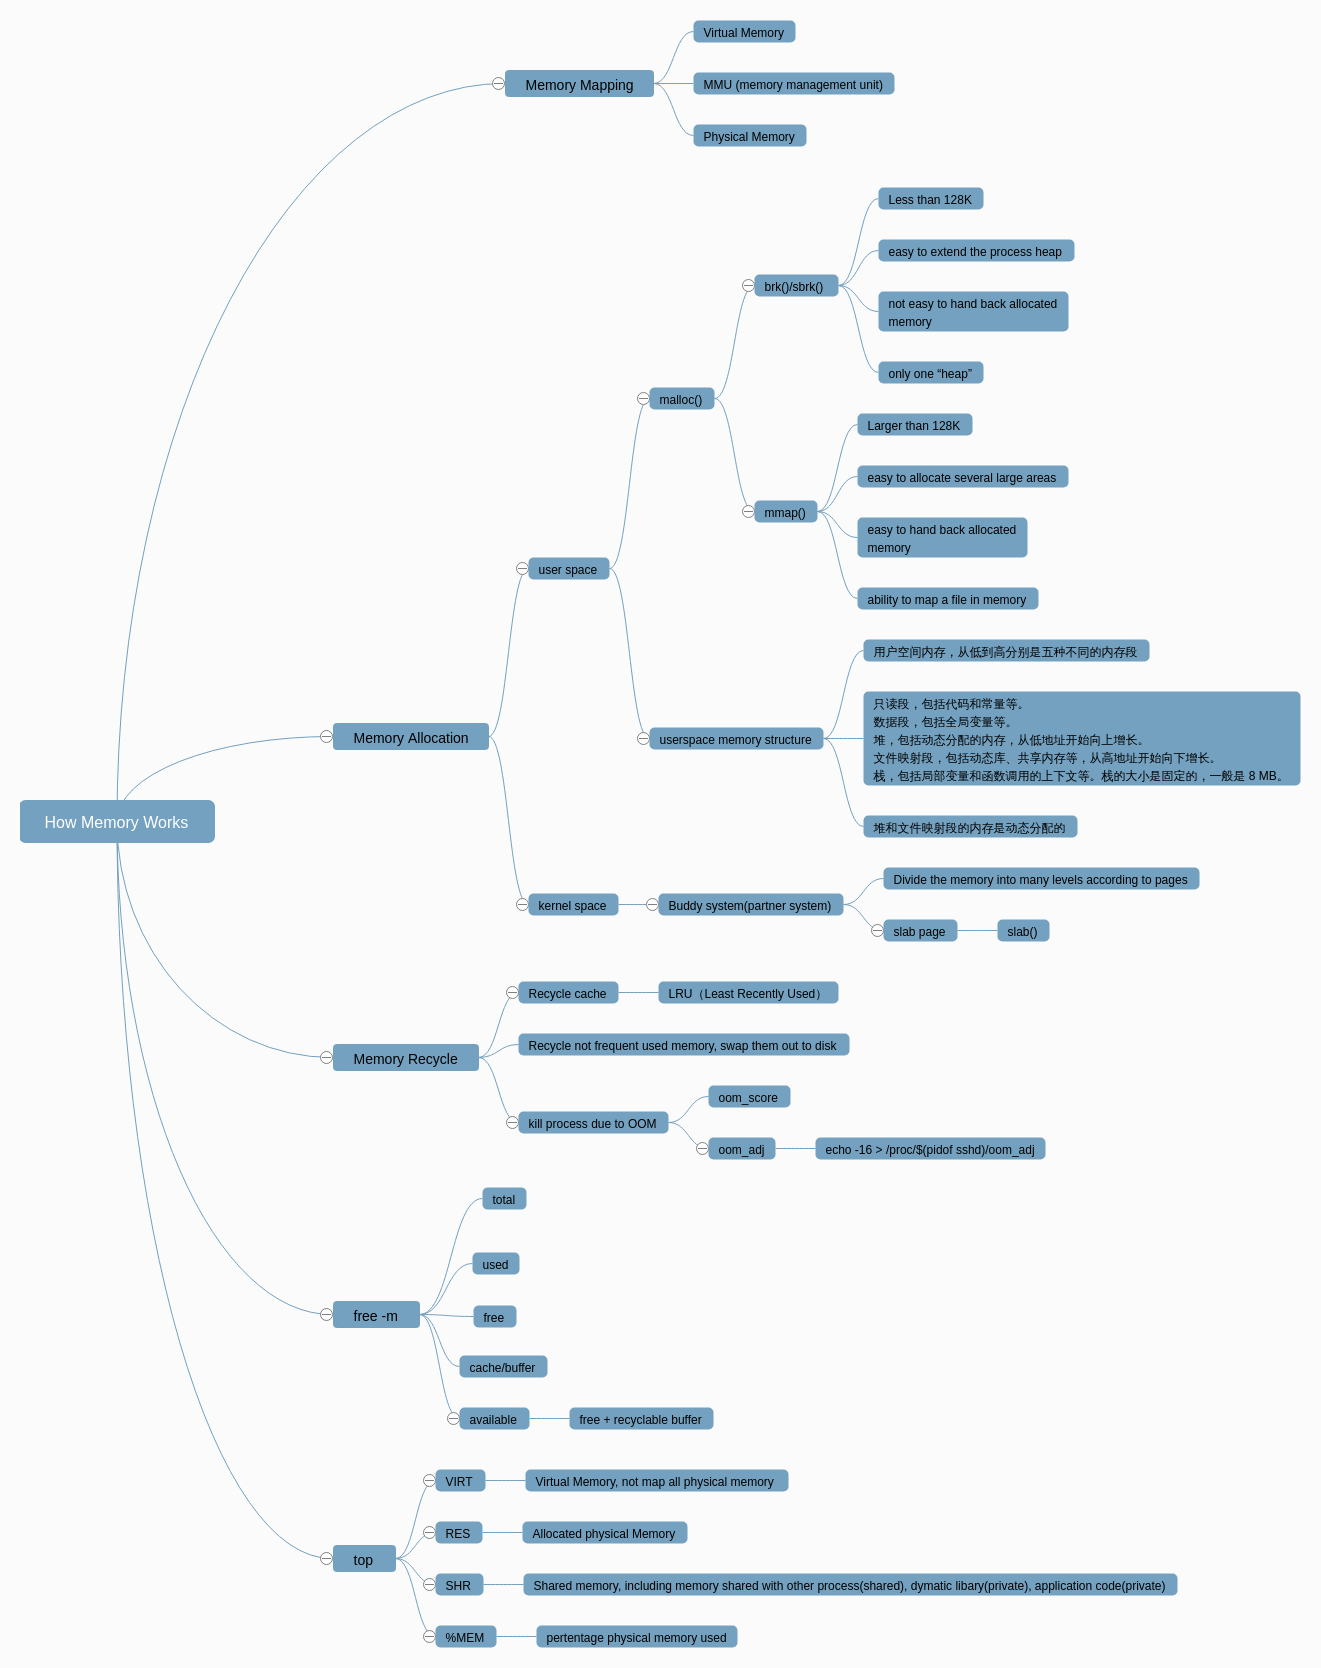 Virtual Memory
Memory Mapping
MMU (memory management unit)
Physical Memory
Less than 128K
easy to extend the process heap
brk()/sbrk()
not easy to hand back allocated
memory
only one “heap”
malloc()
Larger than 128K
easy to allocate several large areas
mmap()
easy to hand back allocated
memory
ability to map a file in memory
user space
用户空间内存，从低到高分别是五种不同的内存段
只读段，包括代码和常量等。
数据段，包括全局变量等。
userspace memory structure
堆，包括动态分配的内存，从低地址开始向上增长。
文件映射段，包括动态库、共享内存等，从高地址开始向下增长。
栈，包括局部变量和函数调用的上下文等。栈的大小是固定的，一般是 8 MB。
堆和文件映射段的内存是动态分配的
Memory Allocation
How Memory Works
Divide the memory into many levels according to pages
kernel space
Buddy system(partner system)
slab page
slab()
Recycle cache
LRU（Least Recently Used）
Memory Recycle
Recycle not frequent used memory, swap them out to disk
oom_score
kill process due to OOM
oom_adj
echo -16 > /proc/$(pidof sshd)/oom_adj
total
used
free -m
free
cache/buffer
available
free + recyclable buffer
VIRT
Virtual Memory, not map all physical memory
RES
Allocated physical Memory
top
SHR
Shared memory, including memory shared with other process(shared), dymatic libary(private), application code(private)
%MEM
pertentage physical memory used